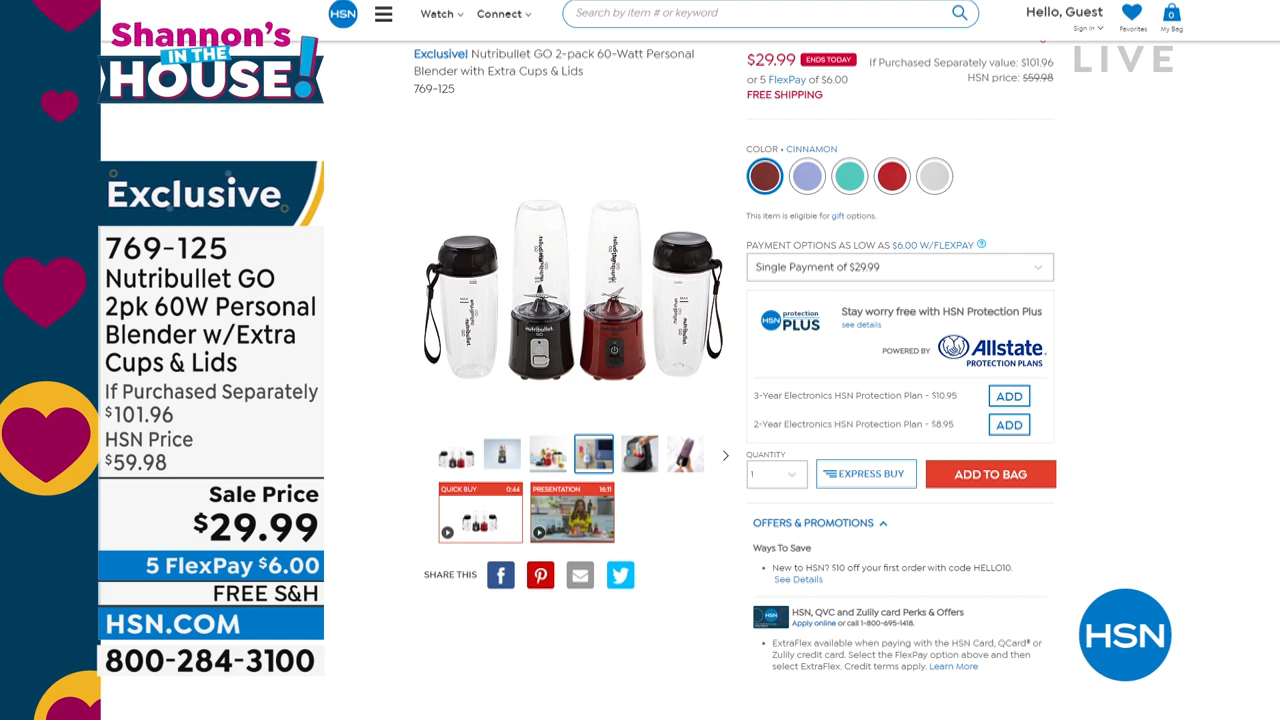 Shannon's
IN THE
HOUSE!
Exclusive
769-125
Nutribullet GO
2pk 60W Personal
Blender w/Extra
Cups & Lids
If Purchased Separately
$101.96
HSN Price
$59.98
Sale Price
$29.99
5 FlexPay $6.00
FREE S&H
HSN.COM
800-284-3100
HSN
Watch
Connect
Search by item # or keyword
Hello, Guest
Sign In
Favorites
0
My Bag
LIVE
Exclusive! Nutribullet GO 2-pack 60-Watt Personal
Blender with Extra Cups & Lids
769-125
$29.99 ENDS TODAY
or 5 FlexPay of $6.00
FREE SHIPPING
If Purchased Separately value: $101.96
HSN price: $59.98
COLOR • CINNAMON
This item is eligible for gift options.
PAYMENT OPTIONS AS LOW AS $6.00 W/FLEXPAY
Single Payment of $29.99
HSN protection PLUS
Stay worry free with HSN Protection Plus
see details
POWERED BY Allstate
PROTECTION PLANS
3-Year Electronics HSN Protection Plan - $10.95 ADD
2-Year Electronics HSN Protection Plan - $8.95 ADD
QUANTITY
1
EXPRESS BUY
ADD TO BAG
nutribullet
GO
MAX
QUICK BUY 0:44
PRESENTATION 16:11
SHARE THIS
OFFERS & PROMOTIONS
Ways To Save
• New to HSN? $10 off your first order with code HELLO10.
See Details
HSN, QVC and Zulily card Perks & Offers
Apply online or call 1-800-695-1418.
• ExtraFlex available when paying with the HSN Card, QCard® or
Zulily credit card. Select the FlexPay option above and then
select ExtraFlex. Credit terms apply. Learn More
HSN